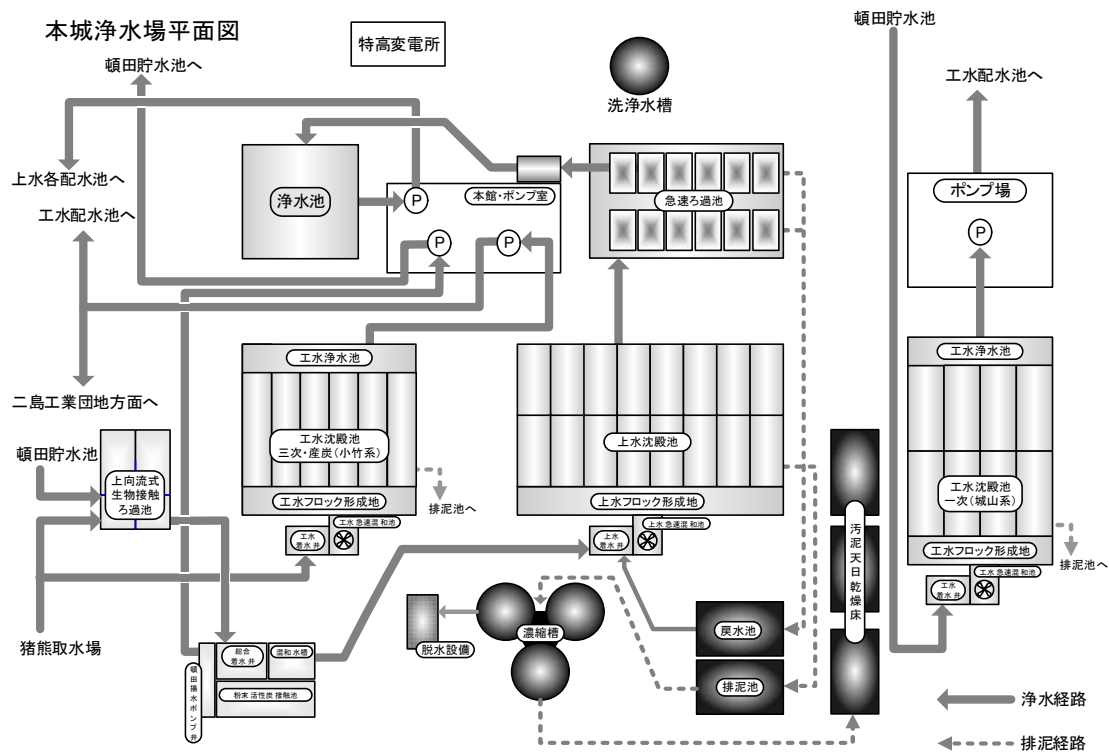 本城浄水場平面図
特高変電所
頓田貯水池
頓田貯水池へ
工水配水池へ
洗浄水槽
上水各配水池へ
浄水池
本館・ポンプ室
急速ろ過池
ポンプ場
工水配水池へ
P
P
P
P
工水浄水池
工水浄水池
二島工業団地方面へ
工水沈殿池
三次・産炭(小竹系)
上水沈殿池
頓田貯水池
上向流式
生物接触
ろ過池
工水沈殿池
一次(城山系)
工水フロック形成地
排泥池へ
上水フロック形成地
汚泥天日乾燥床
工水フロック形成地
排泥池へ
工水急速混和池
工水
着水井
上水急速混和池
上水
着水井
工水急速混和池
工水
着水井
猪熊取水場
脱水設備
濃縮槽
戻水池
排泥池
総合
着水井
混和水槽
粉末活性炭接触池
頓田揚水ポンプ井
浄水経路
排泥経路